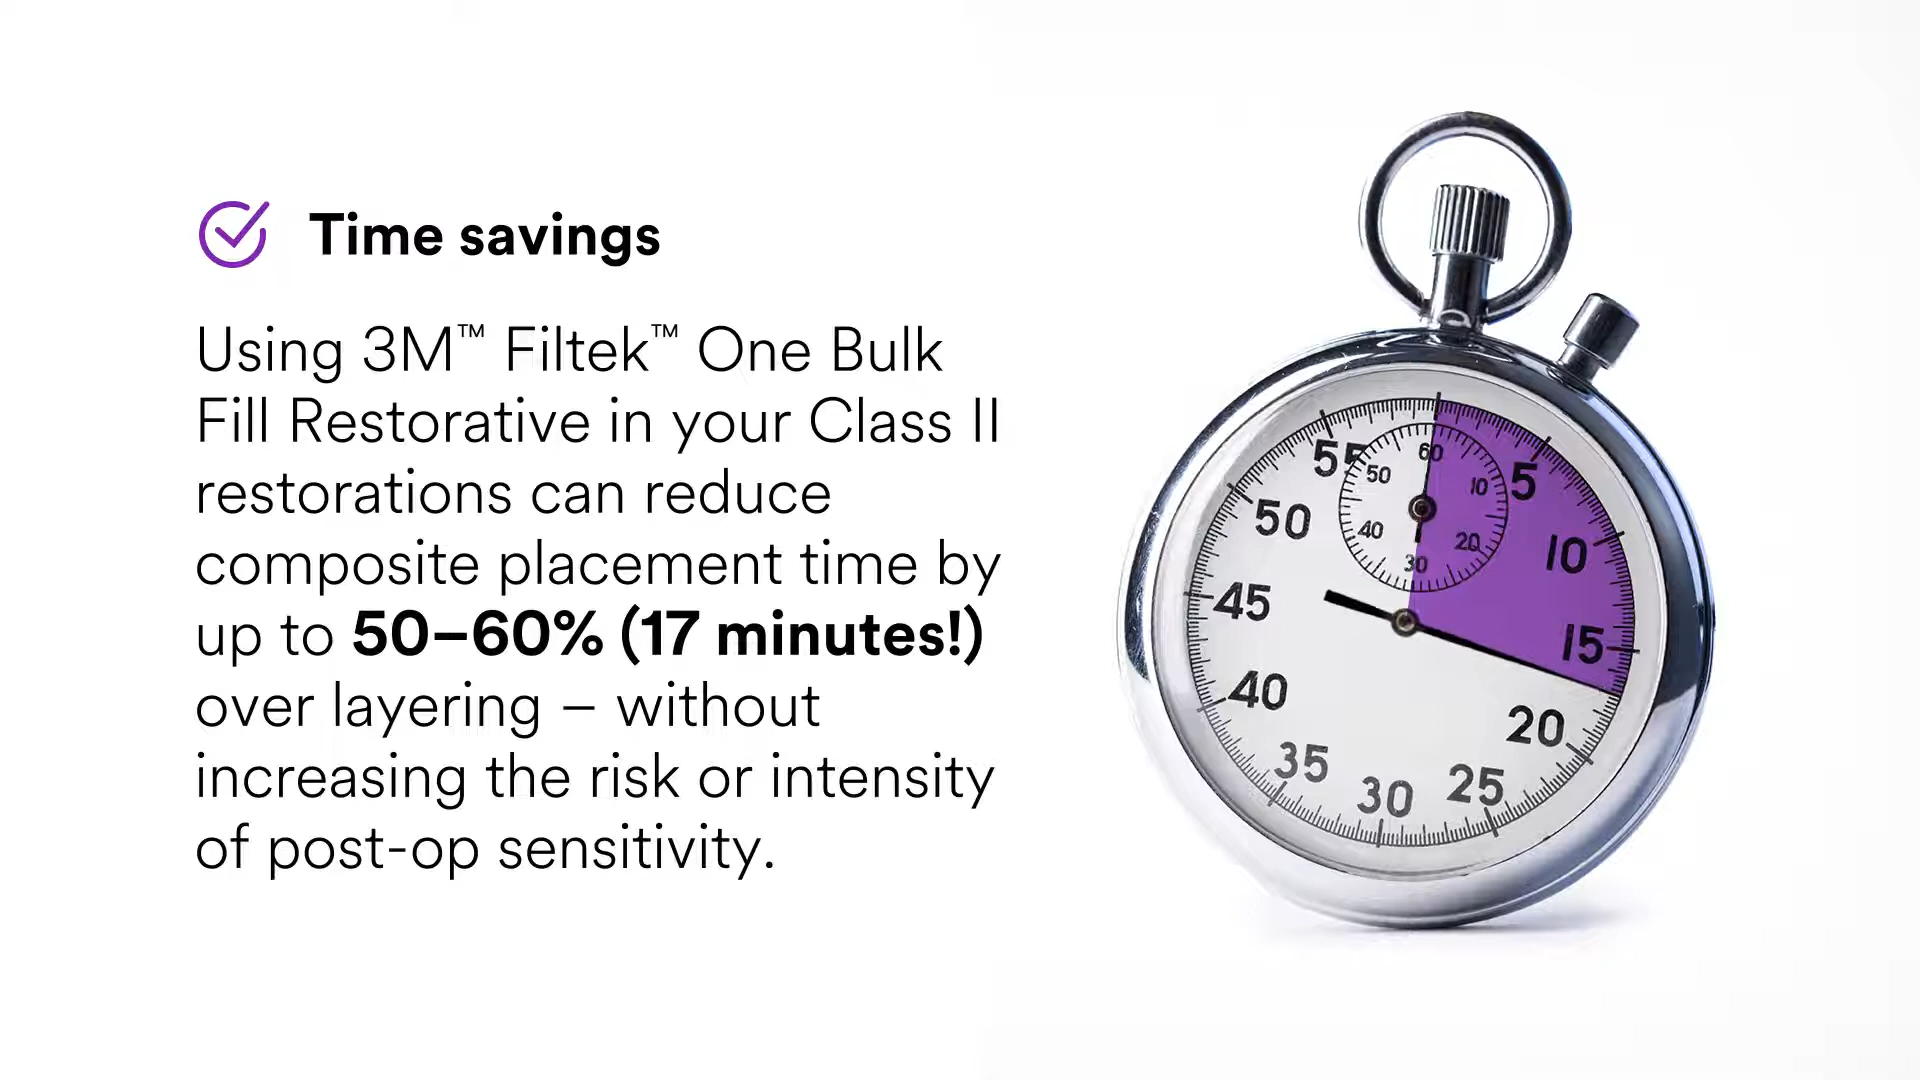 Time savings
Using 3M™ Filtek™ One Bulk
Fill Restorative in your Class II
restorations can reduce
composite placement time by
up to 50–60% (17 minutes!)
over layering – without
increasing the risk or intensity
of post-op sensitivity.
60
55
50
10
5
50
40
20
10
30
45
15
40
20
35
30
25